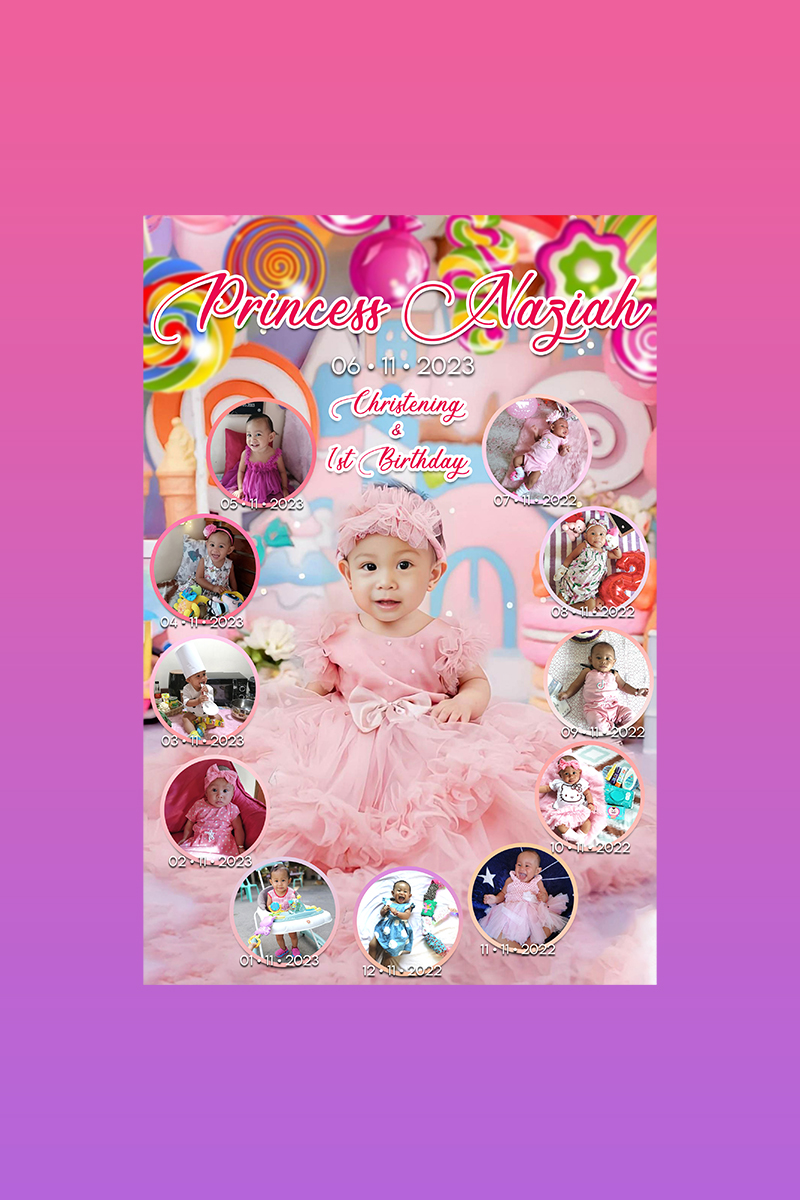 Princess Naziah
06 • 11 • 2023
Christening
&
1st Birthday
05 • 11 • 2023
07 • 11 • 2022
04 • 11 • 2023
08 • 11 • 2022
03 • 11 • 2023
09 • 11 • 2022
02 • 11 • 2023
10 • 11 • 2022
01 • 11 • 2023
12 • 11 • 2022
11 • 11 • 2022